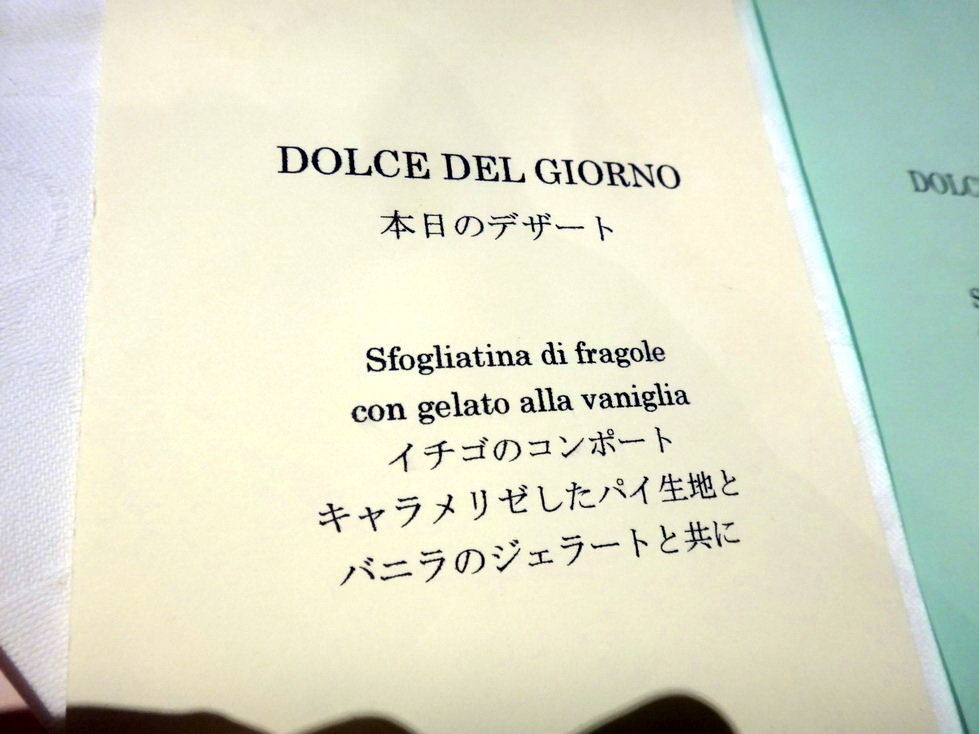 DOLCE DEL GIORNO
本日のデザート
Sfogliatina di fragole
con gelato alla vaniglia
イチゴのコンポート
キャラメリゼしたパイ生地と
バニラのジェラートと共に